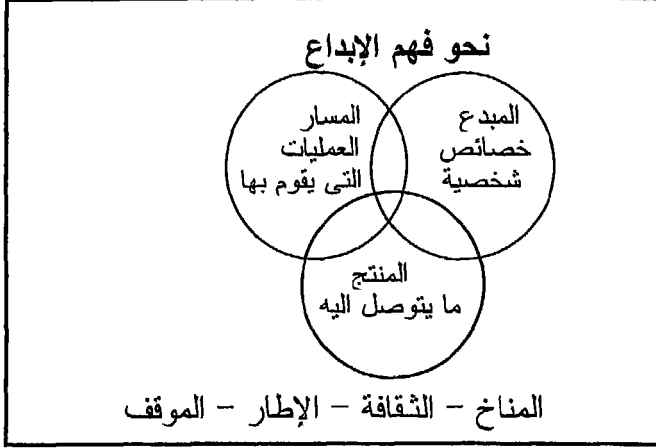 نحو فهم الإبداع
المبدع
خصائص
شخصية
المسار
العمليات
التى يقوم بها
المنتج
ما يتوصل اليه
المناخ – الثقافة – الإطار – الموقف